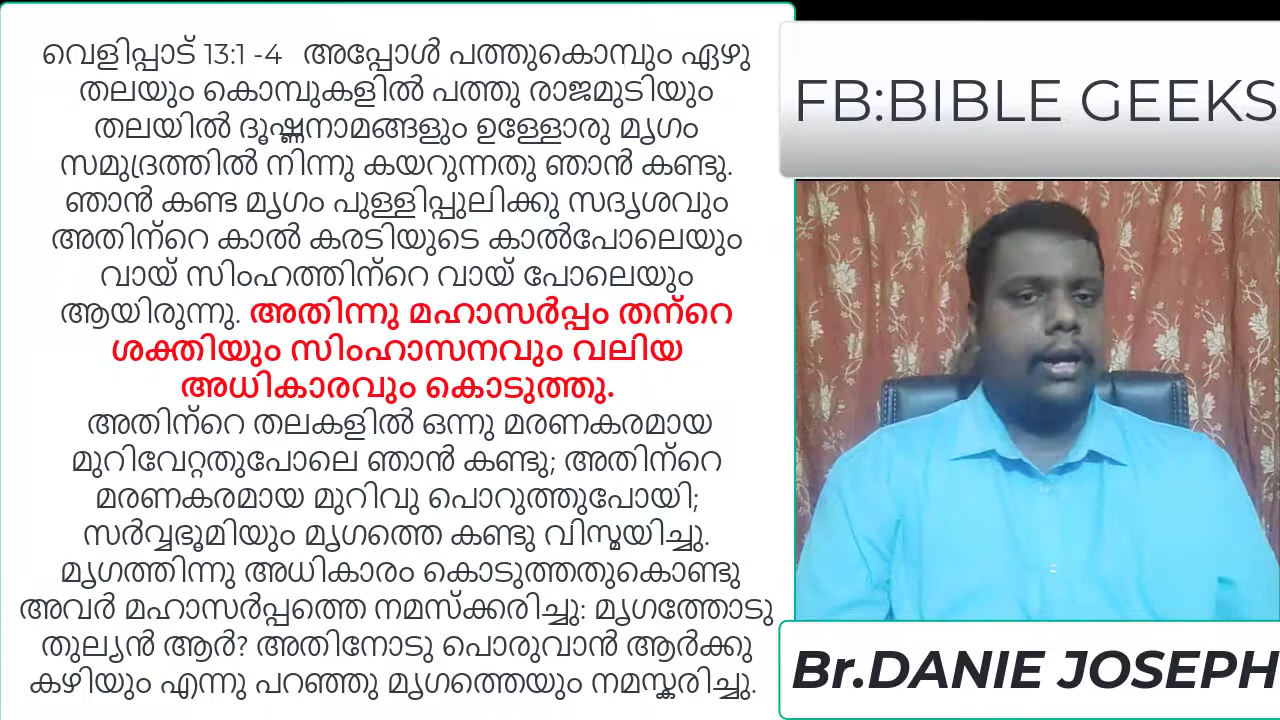 വെളിപ്പാട് 13:1 -4 അപ്പോൾ പത്തുകൊമ്പും ഏഴു
തലയും കൊമ്പുകളിൽ പത്തു രാജമുടിയും
തലയിൽ ദൂഷ്ണനാമങ്ങളും ഉള്ളോരു മൃഗം
സമുദ്രത്തിൽ നിന്നു കയറുന്നതു ഞാൻ കണ്ടു.
ഞാൻ കണ്ട മൃഗം പുള്ളിപ്പുലിക്കു സദൃശവും
അതിന്റെ കാൽ കരടിയുടെ കാൽപോലെയും
വായ് സിംഹത്തിന്റെ വായ് പോലെയും
ആയിരുന്നു. അതിന്നു മഹാസർപ്പം തന്റെ
ശക്തിയും സിംഹാസനവും വലിയ
അധികാരവും കൊടുത്തു.
അതിന്റെ തലകളിൽ ഒന്നു മരണകരമായ
മുറിവേറ്റതുപോലെ ഞാൻ കണ്ടു; അതിന്റെ
മരണകരമായ മുറിവു പൊറുത്തുപോയി;
സർവ്വഭൂമിയും മൃഗത്തെ കണ്ടു വിസ്മയിച്ചു.
മൃഗത്തിന്നു അധികാരം കൊടുത്തതുകൊണ്ടു
അവർ മഹാസർപ്പത്തെ നമസ്ക്കരിച്ചു: മൃഗത്തോടു
തുല്യൻ ആർ? അതിനോടു പൊരുവാൻ ആർക്കു
കഴിയും എന്നു പറഞ്ഞു മൃഗത്തെയും നമസ്കരിച്ചു.
FB:BIBLE GEEKS
Br.DANIE JOSEPH